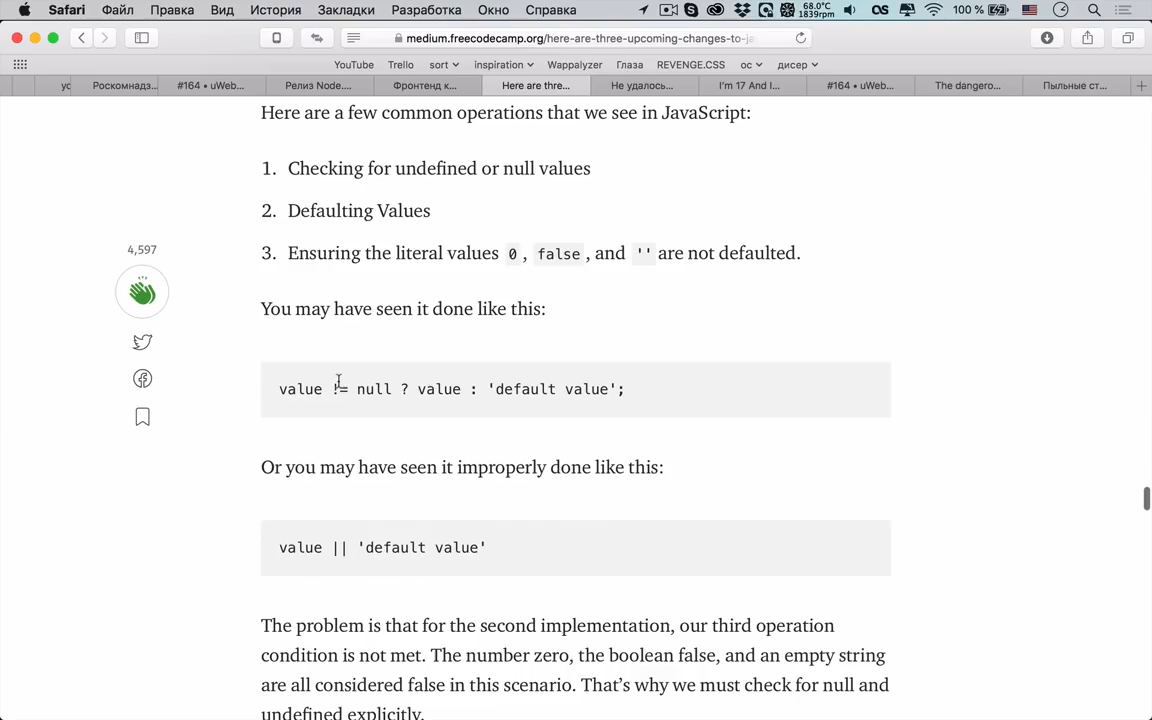 Safari Файл Правка Вид История Закладки Разработка Окно Справка 68.0°C 1839rpm 100 %
medium.freecodecamp.org/here-are-three-upcoming-changes-to-ja
YouTube Trello sort inspiration Wappalyzer Глаза REVENGE.CSS ос дисер
ус Роскомнадз... #164 • uWeb... Релиз Node.... Фронтенд к... Here are thre... Не удалось... I'm 17 And I... #164 • uWeb... The dangero... Пыльные ст...
Here are a few common operations that we see in JavaScript:
1. Checking for undefined or null values
2. Defaulting Values
3. Ensuring the literal values 0 , false , and '' are not defaulted.
4,597
You may have seen it done like this:
value != null ? value : 'default value';
Or you may have seen it improperly done like this:
value || 'default value'
The problem is that for the second implementation, our third operation
condition is not met. The number zero, the boolean false, and an empty string
are all considered false in this scenario. That's why we must check for null and
undefined explicitly.